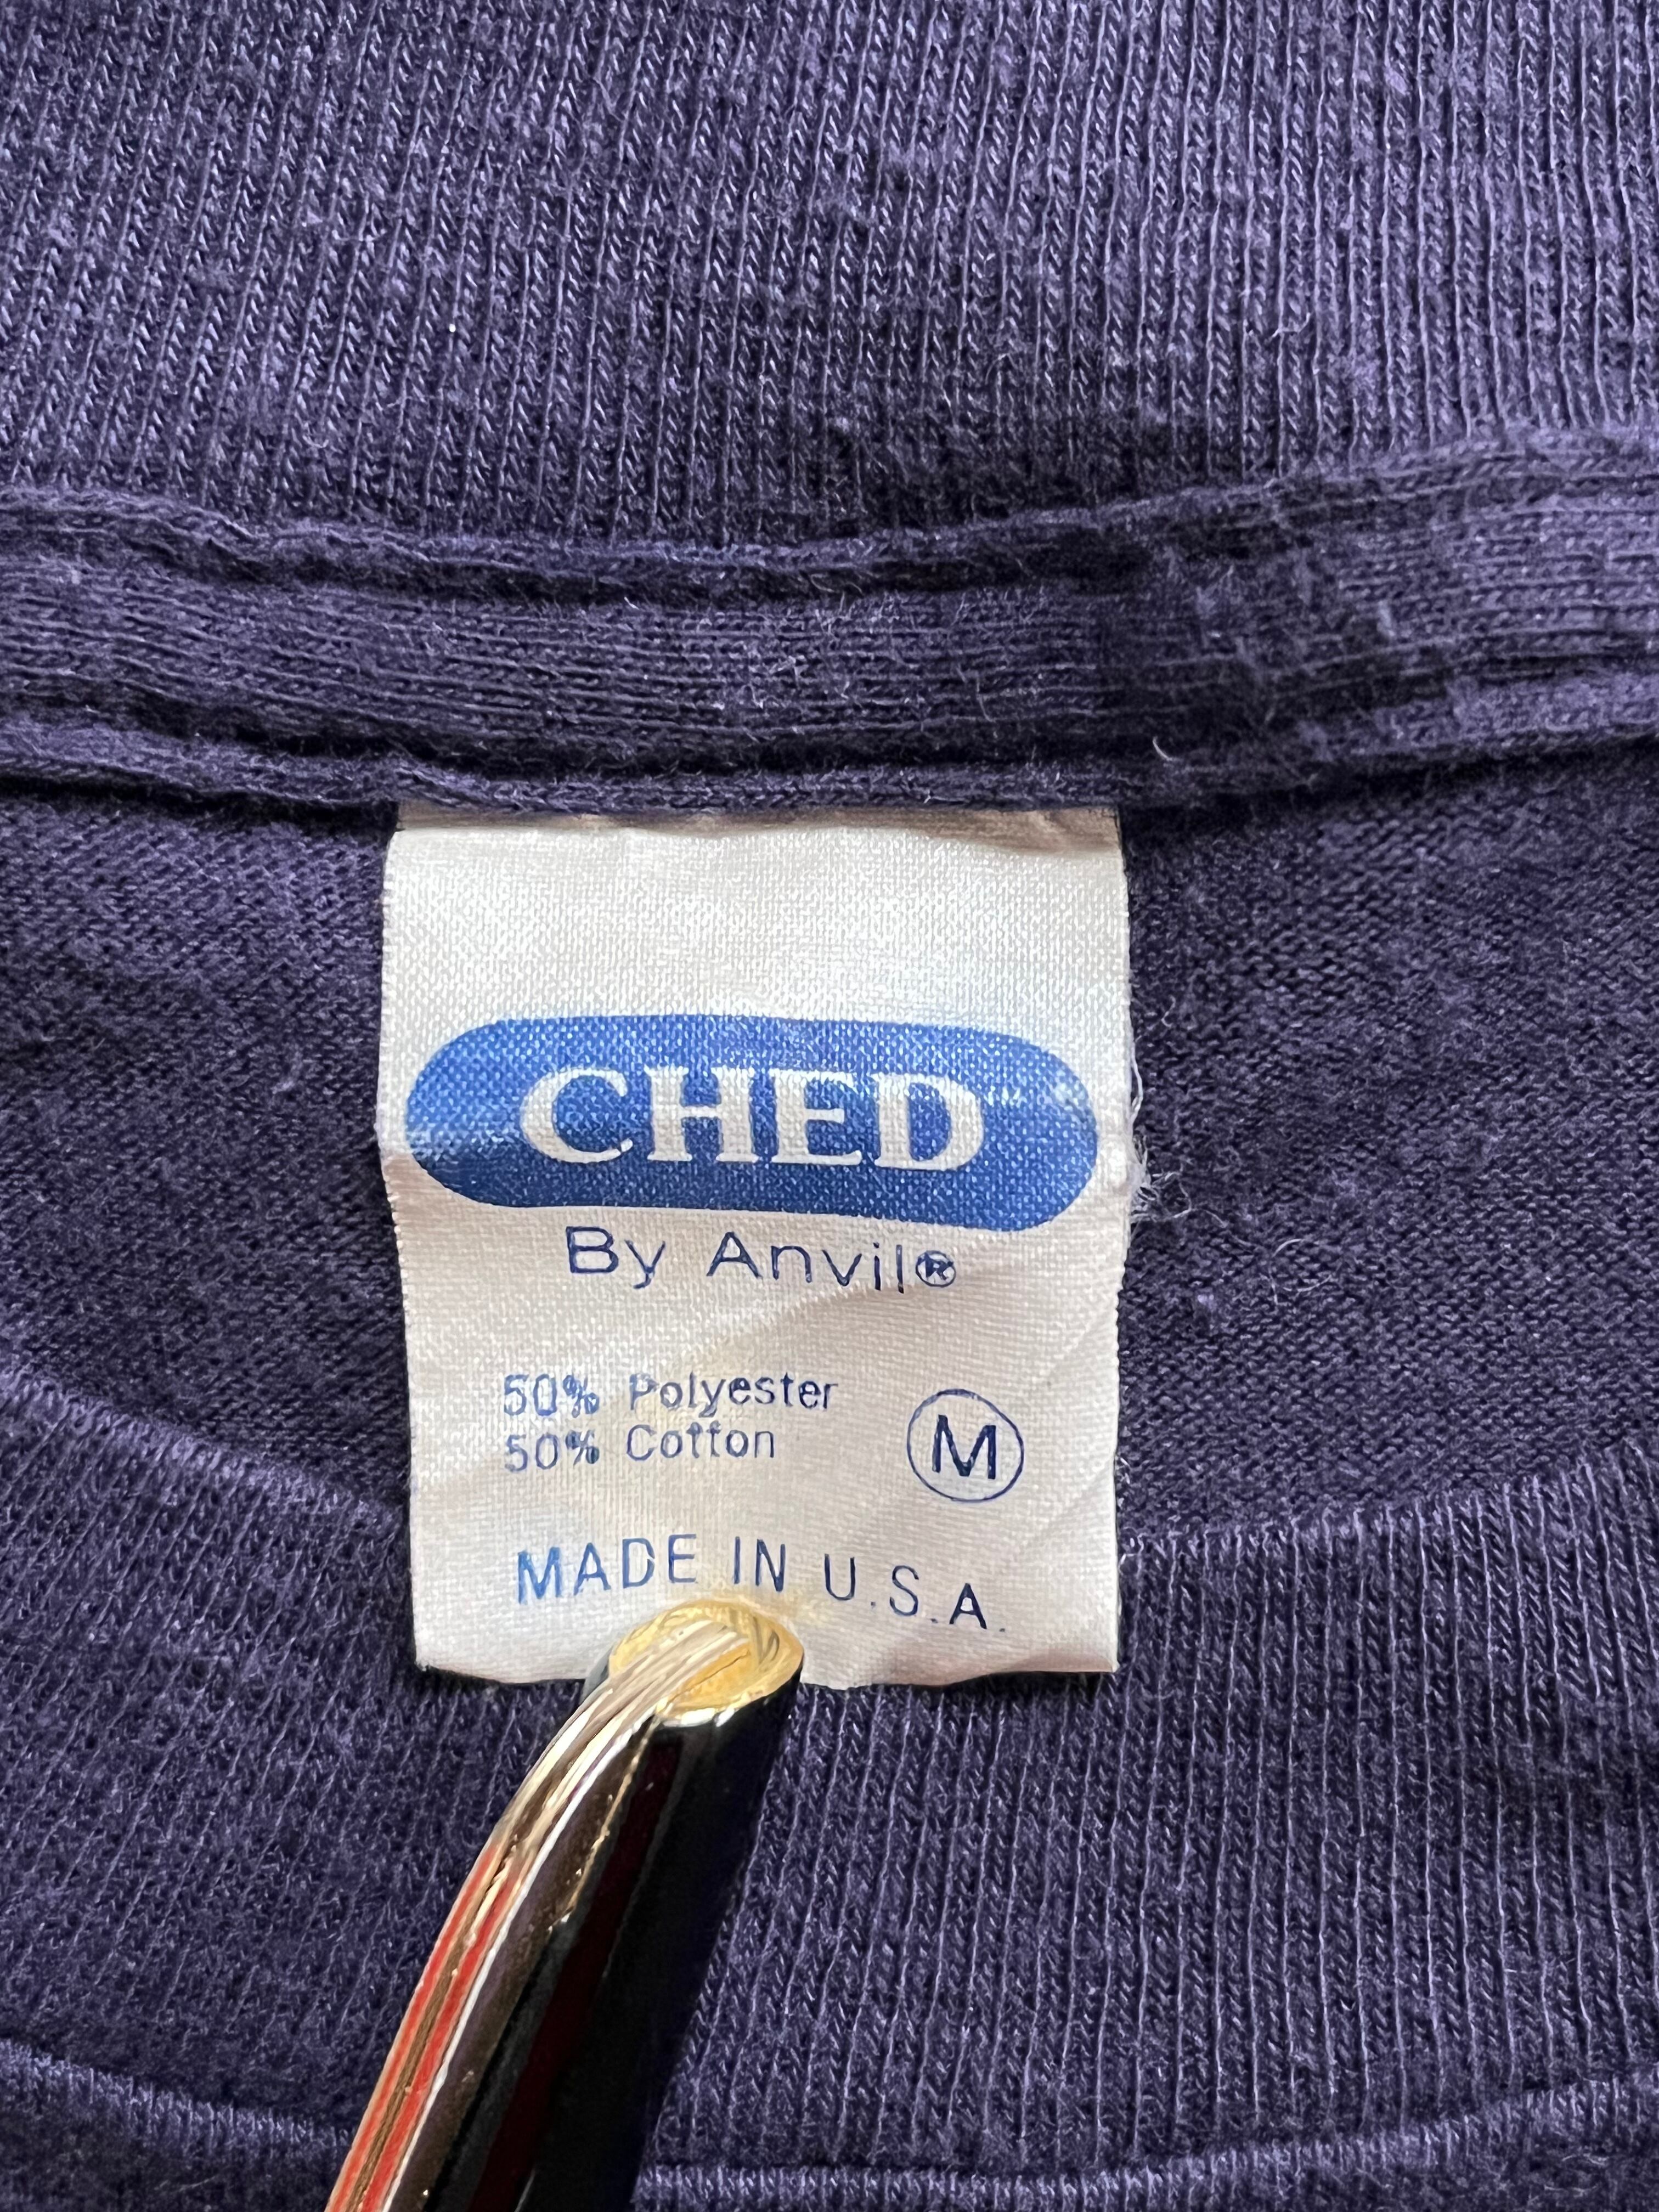 CHED
By Anvil®
50% Polyester
50% Cotton
M
MADE IN U.S.A.